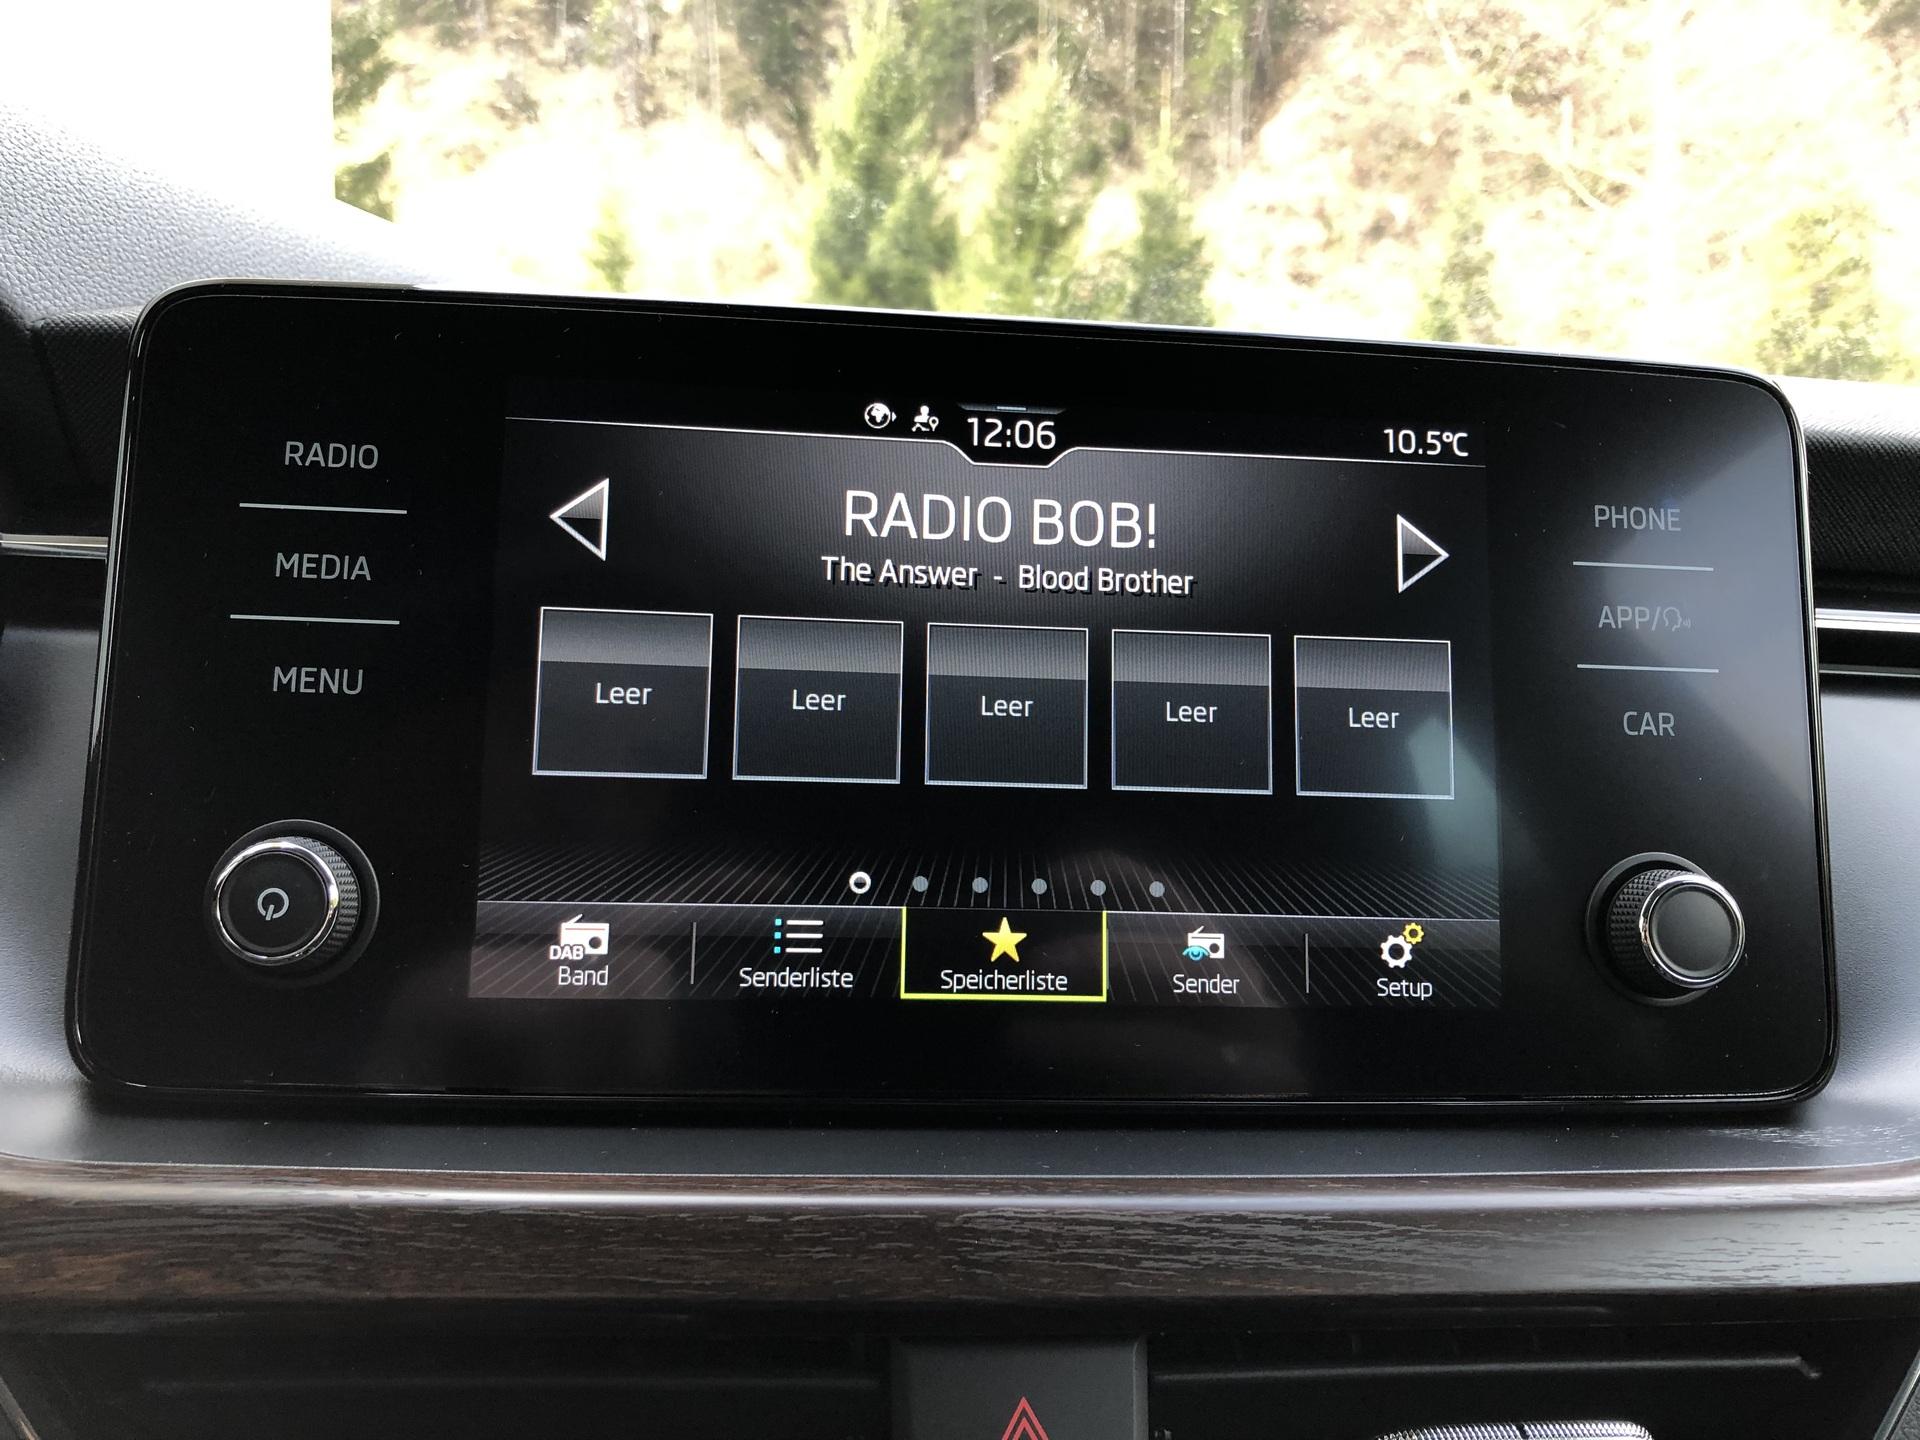 12:06
10.5°C
RADIO
MEDIA
MENU
RADIO BOB!
The Answer - Blood Brother
Leer
Leer
Leer
Leer
Leer
PHONE
APP/
CAR
DAB
Band
Senderliste
Speicherliste
Sender
Setup